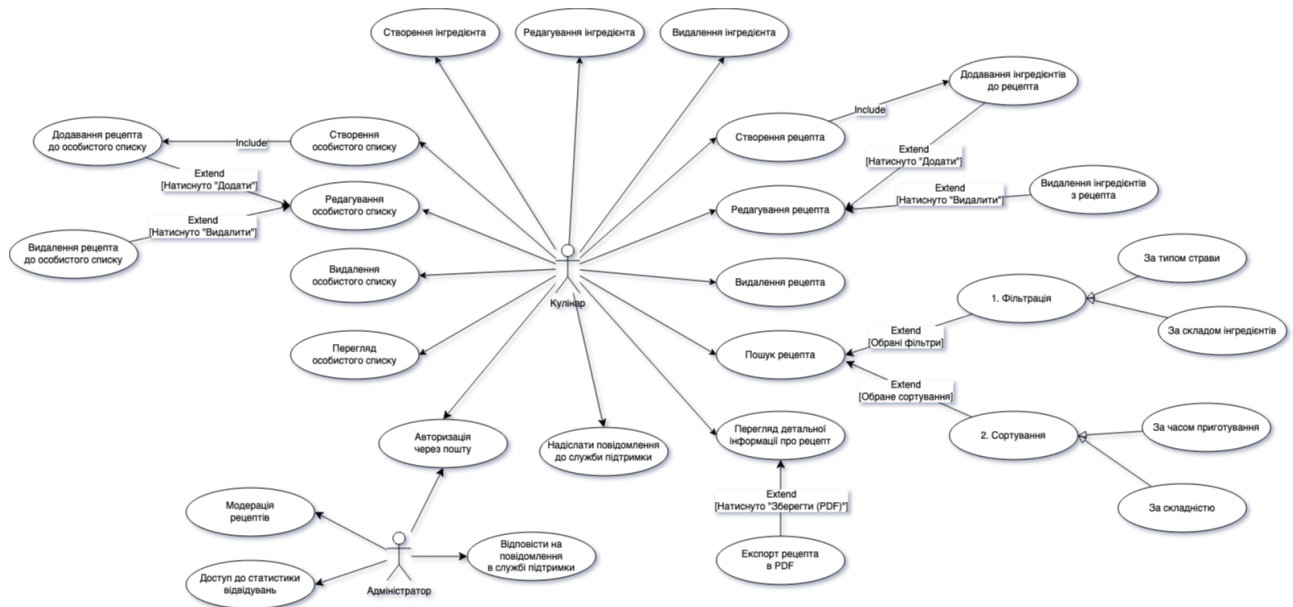 Створення інгредієнта
Редагування інгредієнта
Видалення інгредієнта
Додавання інгредієнтів
до рецепта
Include
Створення рецепта
Додавання рецепта
до особистого списку
Include
Створення
особистого списку
Extend
[Натиснуто "Додати"]
Extend
[Натиснуто "Додати"]
Редагування
особистого списку
Редагування рецепта
Extend
[Натиснуто "Видалити"]
Видалення інгредієнтів
з рецепта
Extend
[Натиснуто "Видалити"]
Видалення рецепта
до особистого списку
Видалення
особистого списку
Кулінар
Видалення рецепта
За типом страви
1. Фільтрація
За складом інгредієнтів
Extend
[Обрані фільтри]
Перегляд
особистого списку
Пошук рецепта
Extend
[Обране сортування]
Авторизація
через пошту
Надіслати повідомлення
до служби підтримки
Перегляд детальної
інформації про рецепт
2. Сортування
За часом приготування
За складністю
Extend
[Натиснуто "Зберегти (PDF)"]
Модерація
рецептів
Відповісти на
повідомлення
в службі підтримки
Експорт рецепта
в PDF
Доступ до статистики
відвідувань
Адміністратор